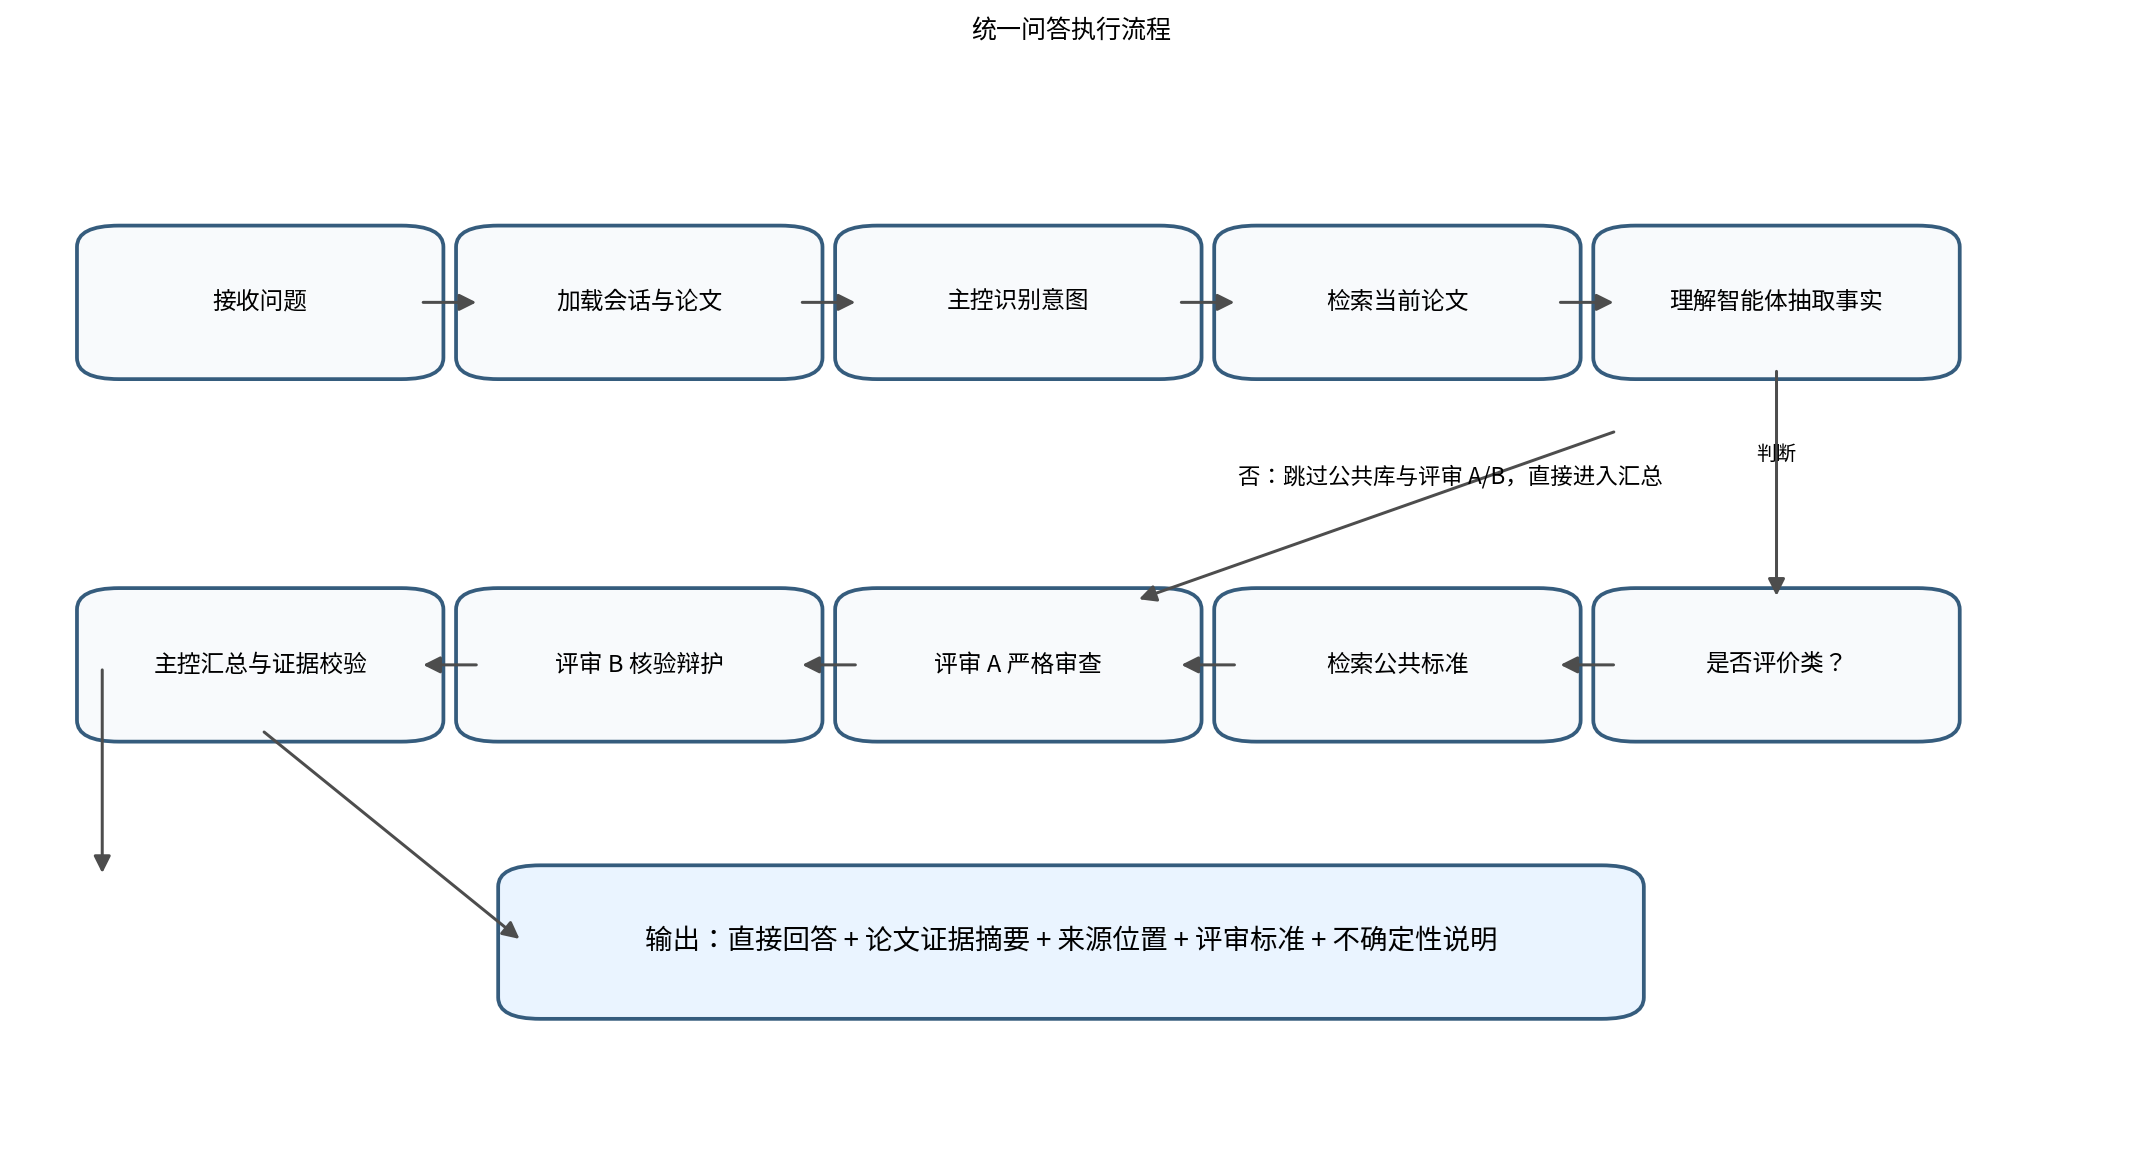 统一问答执行流程
接收问题
加载会话与论文
主控识别意图
检索当前论文
理解智能体抽取事实
判断
否：跳过公共库与评审 A/B，直接进入汇总
主控汇总与证据校验
评审 B 核验辩护
评审 A 严格审查
检索公共标准
是否评价类？
输出：直接回答 + 论文证据摘要 + 来源位置 + 评审标准 + 不确定性说明